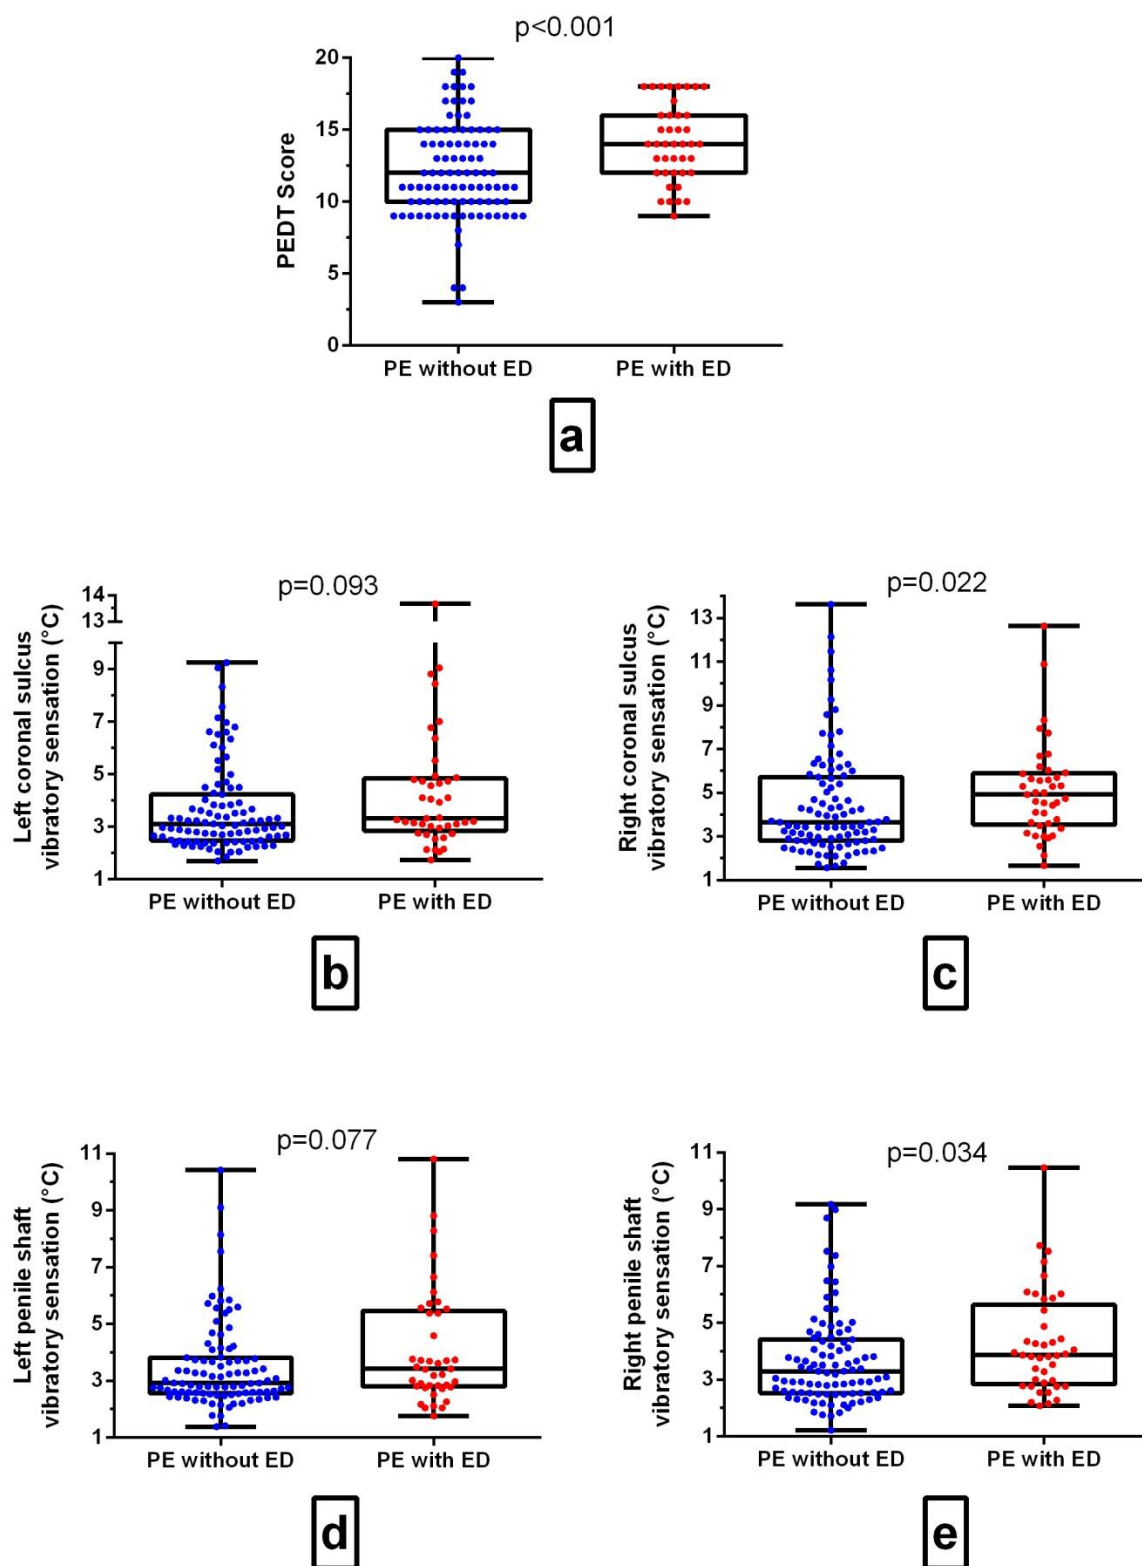 p<0.001
20
15
10
5
0
PEDT Score
PE without ED
PE with ED
a
p=0.093
14
13
9
7
5
3
1
Left coronal sulcus
vibratory sensation (°C)
PE without ED
PE with ED
b
p=0.022
13
11
9
7
5
3
1
Right coronal sulcus
vibratory sensation (°C)
PE without ED
PE with ED
c
p=0.077
11
9
7
5
3
1
Left penile shaft
vibratory sensation (°C)
PE without ED
PE with ED
d
p=0.034
11
9
7
5
3
1
Right penile shaft
vibratory sensation (°C)
PE without ED
PE with ED
e